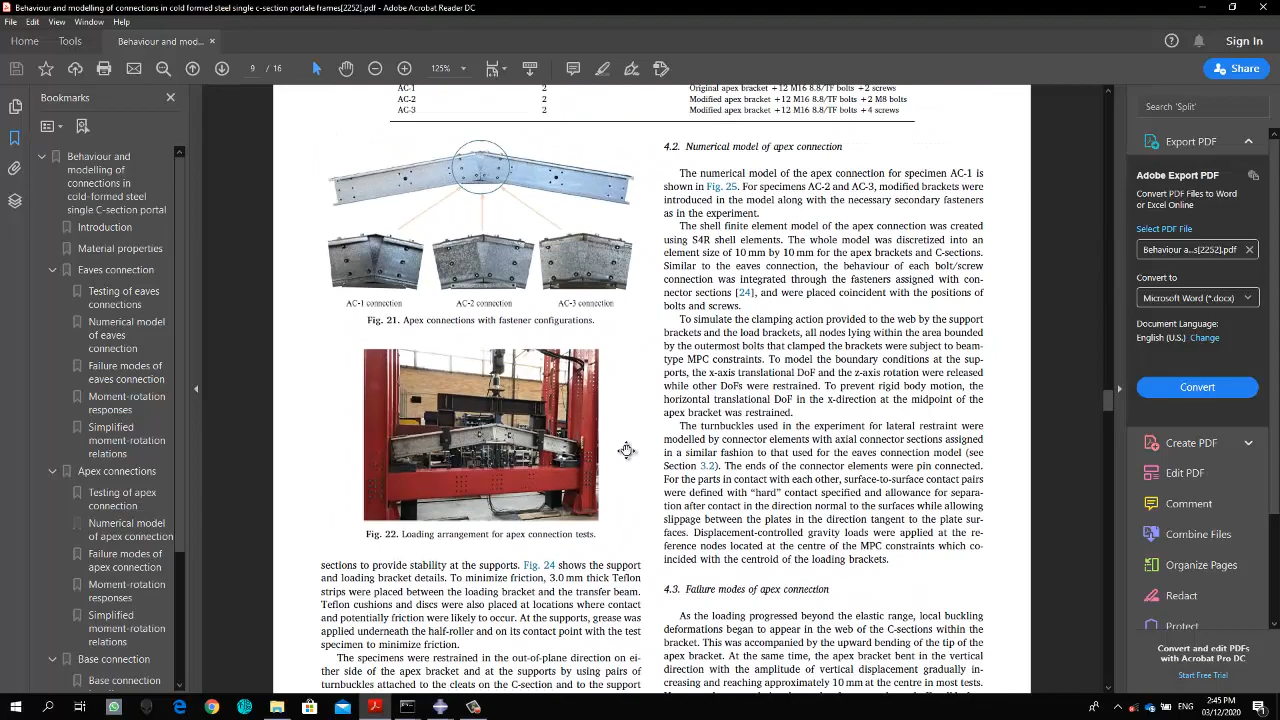 Behaviour and modelling of connections in cold formed steel single c-section portale frames[2252].pdf - Adobe Acrobat Reader DC
File Edit View Window Help
Home Tools Behaviour and mod... × Sign In
9 / 16 125% Share
Bookmarks
Behaviour and
modelling of
connections in
cold-formed steel
single C-section portal
Introduction
Material properties
Eaves connection
Testing of eaves
connections
Numerical model
of eaves
connection
Failure modes of
eaves connection
Moment-rotation
responses
Simplified
moment-rotation
relations
Apex connections
Testing of apex
connections
Numerical model
of apex connection
Failure modes of
apex connection
Moment-rotation
responses
Simplified
moment-rotation
relations
Base connection
Base connection
AC-1 2 Original apex bracket +12 M16 8.8/TF bolts +2 screws
AC-2 2 Modified apex bracket +12 M16 8.8/TF bolts +2 M8 bolts
AC-3 2 Modified apex bracket +12 M16 8.8/TF bolts +4 screws
AC-1 connection AC-2 connection AC-3 connection
Fig. 21. Apex connections with fastener configurations.
Fig. 22. Loading arrangement for apex connection tests.
sections to provide stability at the supports. Fig. 24 shows the support
and loading bracket details. To minimize friction, 3.0 mm thick Teflon
strips were placed between the loading bracket and the transfer beam.
Teflon cushions and discs were also placed at locations where contact
and potentially friction were likely to occur. At the supports, grease was
applied underneath the half-roller and on its contact point with the test
specimen to minimize friction.
The specimens were restrained in the out-of-plane direction on ei-
ther side of the apex bracket and at the supports by using pairs of
turnbuckles attached to the cleats on the C-section and to the support
4.2. Numerical model of apex connection
The numerical model of the apex connection for specimen AC-1 is
shown in Fig. 25. For specimens AC-2 and AC-3, modified brackets were
introduced in the model along with the necessary secondary fasteners
as in the experiment.
The shell finite element model of the apex connection was created
using S4R shell elements. The whole model was discretized into an
element size of 10 mm by 10 mm for the apex brackets and C-sections.
Similar to the eaves connection, the behaviour of each bolt/screw
connection was integrated through the fasteners assigned with con-
nector sections [24], and were placed coincident with the positions of
bolts and screws.
To simulate the clamping action provided to the web by the support
brackets and the load brackets, all nodes lying within the area bounded
by the outermost bolts that clamped the brackets were subject to beam-
type MPC constraints. To model the boundary conditions at the sup-
ports, the x-axis translational DoF and the z-axis rotation were released
while other DoFs were restrained. To prevent rigid body motion, the
horizontal translational DoF in the x-direction at the midpoint of the
apex bracket was restrained.
The turnbuckles used in the experiment for lateral restraint were
modelled by connector elements with axial connector sections assigned
in a similar fashion to that used for the eaves connection model (see
Section 3.2). The ends of the connector elements were pin connected.
For the parts in contact with each other, surface-to-surface contact pairs
were defined with “hard” contact specified and allowance for separa-
tion after contact in the direction normal to the surfaces while allowing
slippage between the plates in the direction tangent to the plate sur-
faces. Displacement-controlled gravity loads were applied at the re-
ference nodes located at the centre of the MPC constraints which co-
incided with the centroid of the loading brackets.
4.3. Failure modes of apex connection
As the loading progressed beyond the elastic range, local buckling
deformations began to appear in the web of the C-sections within the
bracket. This was accompanied by the upward bending of the tip of the
apex bracket. At the same time, the apex bracket bent in the vertical
direction with the amplitude of vertical displacement gradually in-
creasing and reaching approximately 10 mm at the centre in most tests.
Search 'Split'
Export PDF
Adobe Export PDF
Convert PDF Files to Word
or Excel Online
Select PDF File
Behaviour a...s[2252].pdf ×
Convert to
Microsoft Word (*.docx)
Document Language:
English (U.S.) Change
Convert
Create PDF
Edit PDF
Comment
Combine Files
Organize Pages
Redact
Protect
Convert and edit PDFs
with Acrobat Pro DC
Start Free Trial
ENG
2:45 PM
03/12/2020